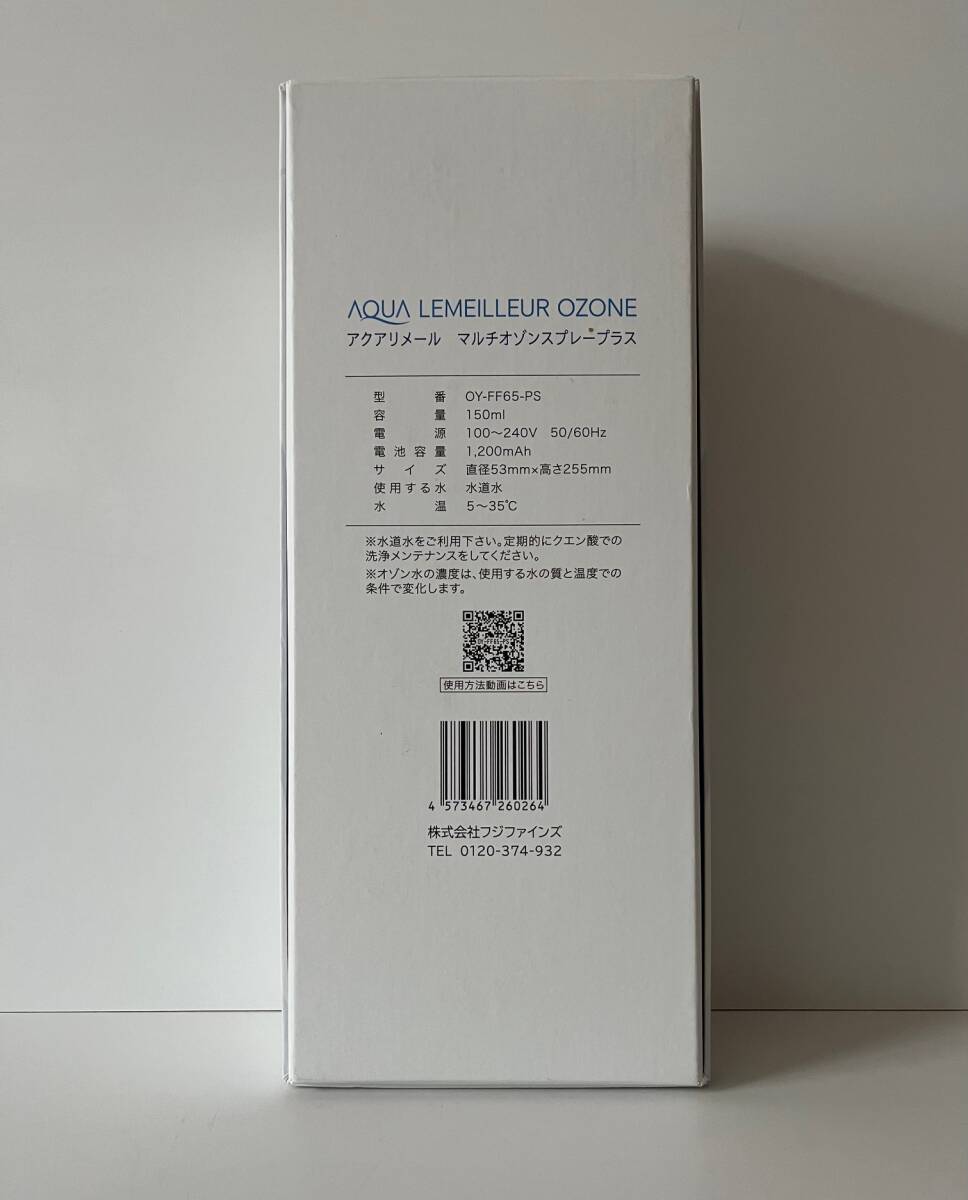 AQUA LEMEILLEUR OZONE
アクアリメール マルチオゾンスプレープラス
型番 OY-FF65-PS
容量 150ml
電源 100～240V 50/60Hz
電池容量 1,200mAh
サイズ 直径53mm×高さ255mm
使用する水 水道水
水温 5～35℃
※水道水をご利用下さい。定期的にクエン酸での
洗浄メンテナンスをしてください。
※オゾン水の濃度は、使用する水の質と温度での
条件で変化します。
OY-FF65-PS
使用方法動画はこちら
4 573467 260264
株式会社フジファインズ
TEL 0120-374-932